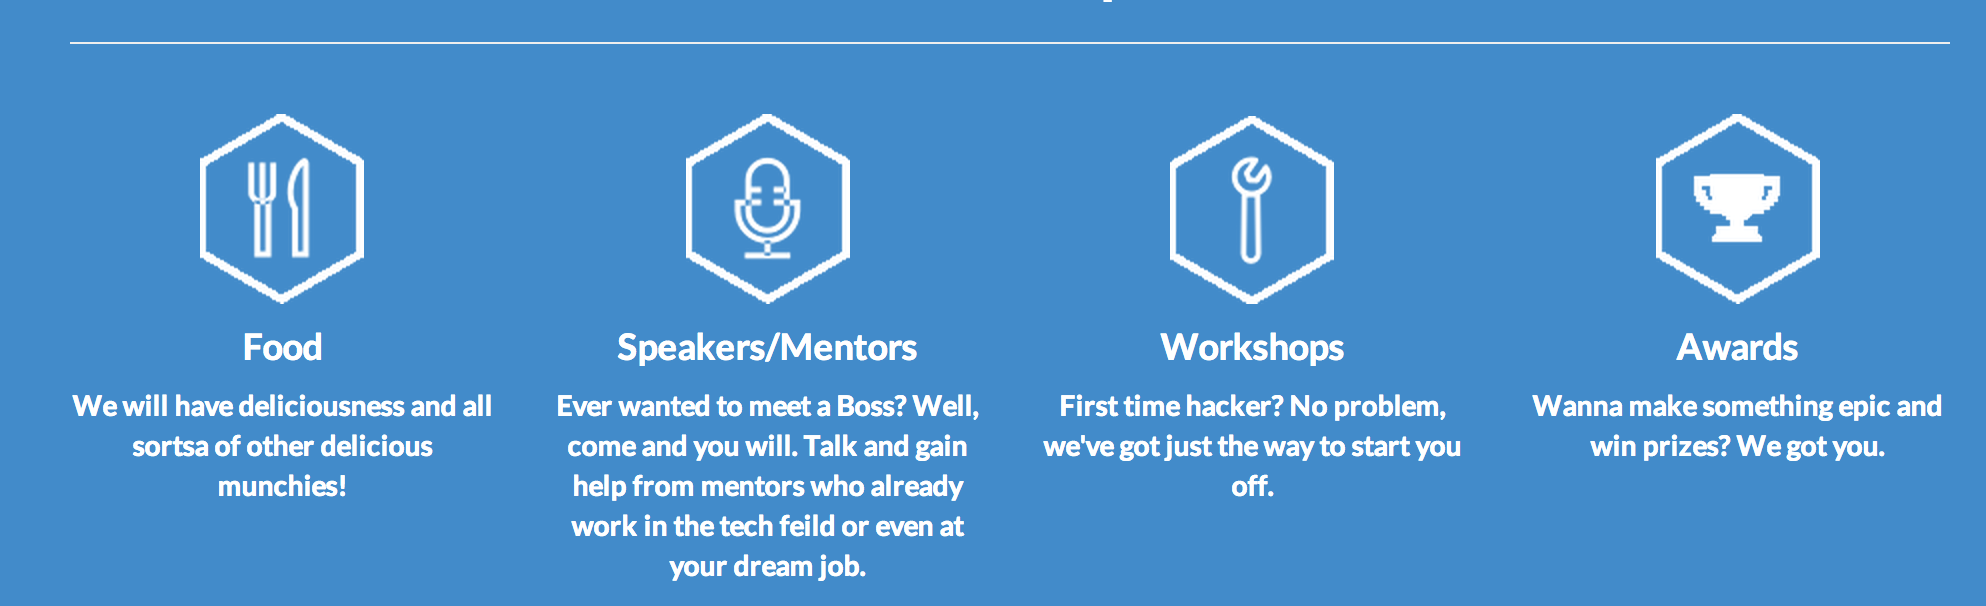 Food
We will have deliciousness and all
sortsa of other delicious
munchies!
Speakers/Mentors
Ever wanted to meet a Boss? Well,
come and you will. Talk and gain
help from mentors who already
work in the tech feild or even at
your dream job.
Workshops
First time hacker? No problem,
we've got just the way to start you
off.
Awards
Wanna make something epic and
win prizes? We got you.